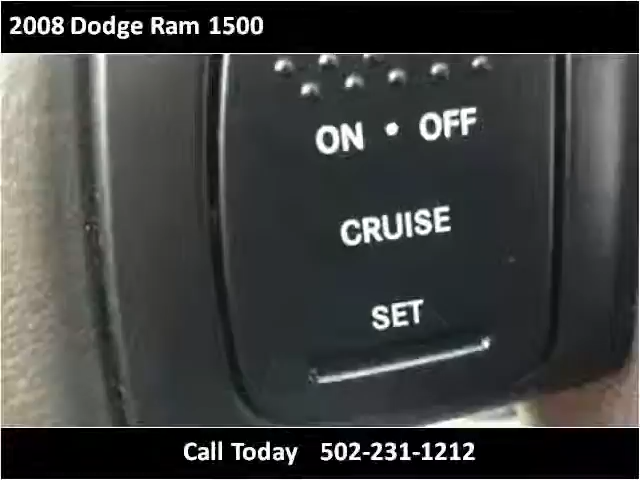 2008 Dodge Ram 1500
ON • OFF
CRUISE
SET
Call Today 502-231-1212